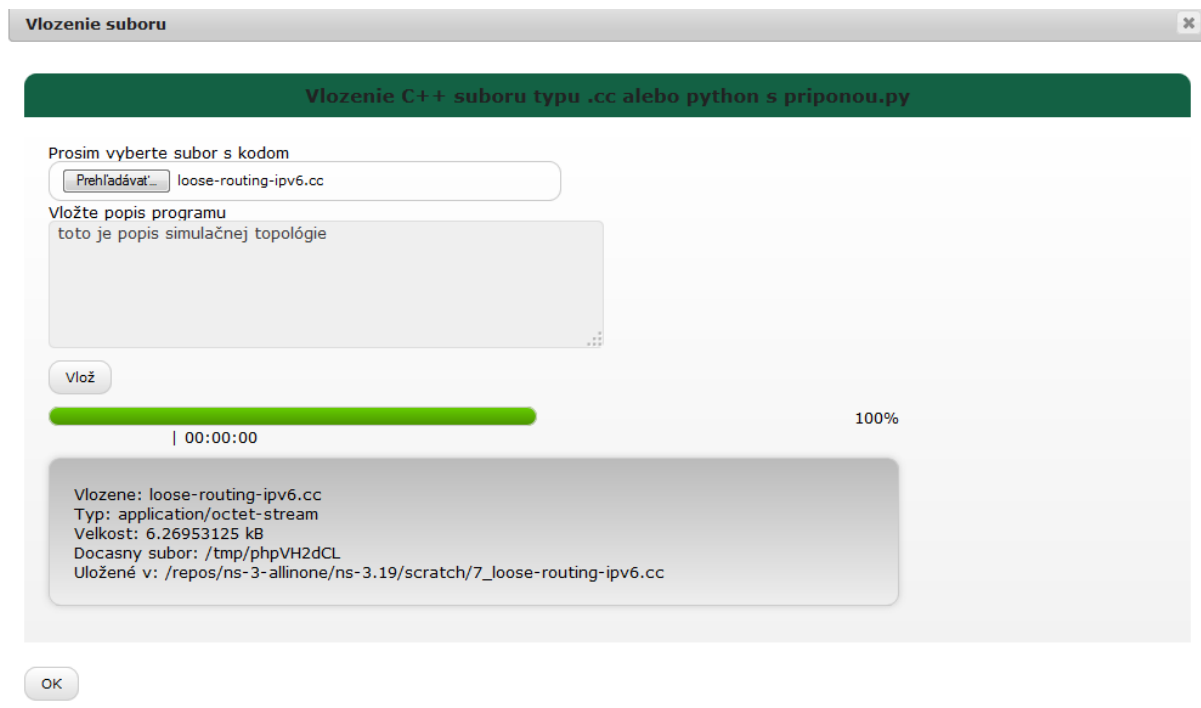 Vlozenie suboru
Vlozenie C++ suboru typu .cc alebo python s priponou.py
Prosim vyberte subor s kodom
Prehľadávať... loose-routing-ipv6.cc
Vložte popis programu
toto je popis simulačnej topológie
Vlož
100%
| 00:00:00
Vlozene: loose-routing-ipv6.cc
Typ: application/octet-stream
Velkost: 6.26953125 kB
Docasny subor: /tmp/phpVH2dCL
Uložené v: /repos/ns-3-allinone/ns-3.19/scratch/7_loose-routing-ipv6.cc
OK